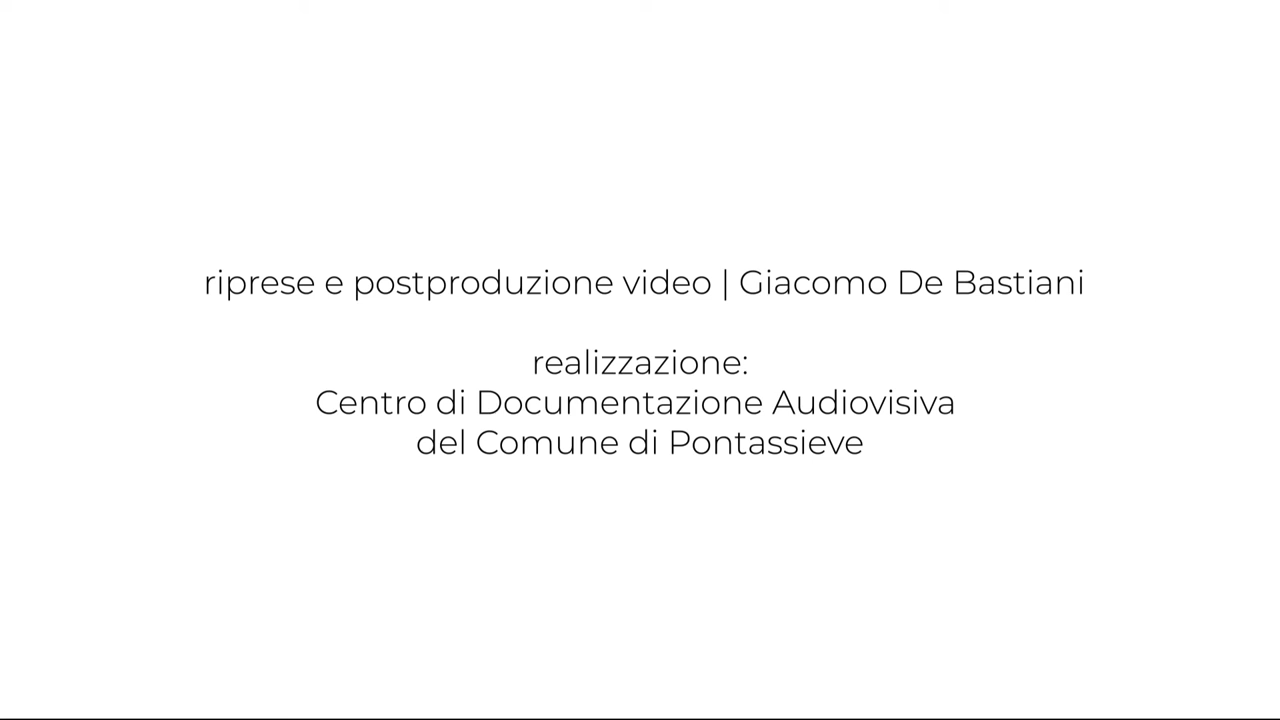 riprese e postproduzione video | Giacomo De Bastiani
realizzazione:
Centro di Documentazione Audiovisiva
del Comune di Pontassieve